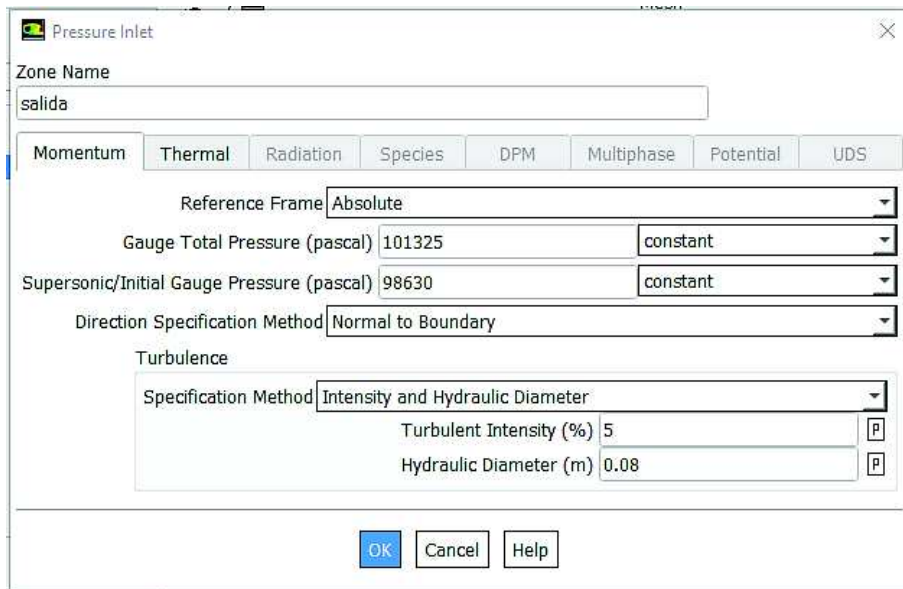 Pressure Inlet
Zone Name
salida
Momentum Thermal Radiation Species DPM Multiphase Potential UDS
Reference Frame Absolute
Gauge Total Pressure (pascal) 101325 constant
Supersonic/Initial Gauge Pressure (pascal) 98630 constant
Direction Specification Method Normal to Boundary
Turbulence
Specification Method Intensity and Hydraulic Diameter
Turbulent Intensity (%) 5 P
Hydraulic Diameter (m) 0.08 P
OK Cancel Help